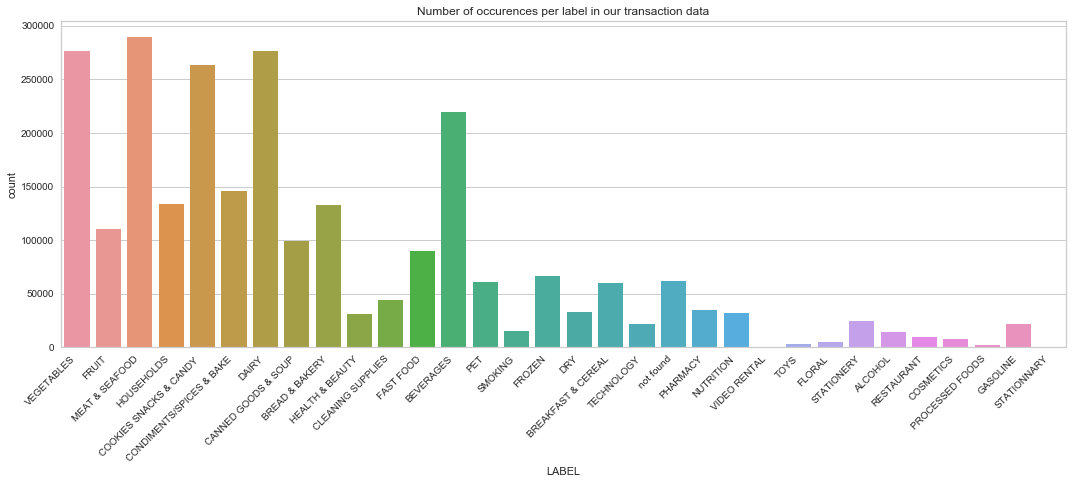 Number of occurences per label in our transaction data
300000
250000
200000
150000
100000
50000
0
count
VEGETABLES
FRUIT
MEAT & SEAFOOD
HOUSEHOLDS
COOKIES SNACKS & CANDY
CONDIMENTS/SPICES & BAKE
DAIRY
CANNED GOODS & SOUP
BREAD & BAKERY
HEALTH & BEAUTY
CLEANING SUPPLIES
FAST FOOD
BEVERAGES
PET
SMOKING
FROZEN
DRY
BREAKFAST & CEREAL
TECHNOLOGY
not found
PHARMACY
NUTRITION
VIDEO RENTAL
TOYS
FLORAL
STATIONERY
ALCOHOL
RESTAURANT
COSMETICS
PROCESSED FOODS
GASOLINE
STATIONNARY
LABEL